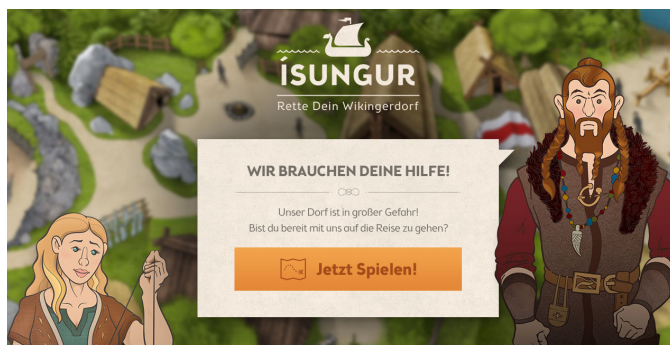 ÍSUNGUR
Rette Dein Wikingerdorf
WIR BRAUCHEN DEINE HILFE!
Unser Dorf ist in großer Gefahr!
Bist du bereit mit uns auf die Reise zu gehen?
Jetzt Spielen!